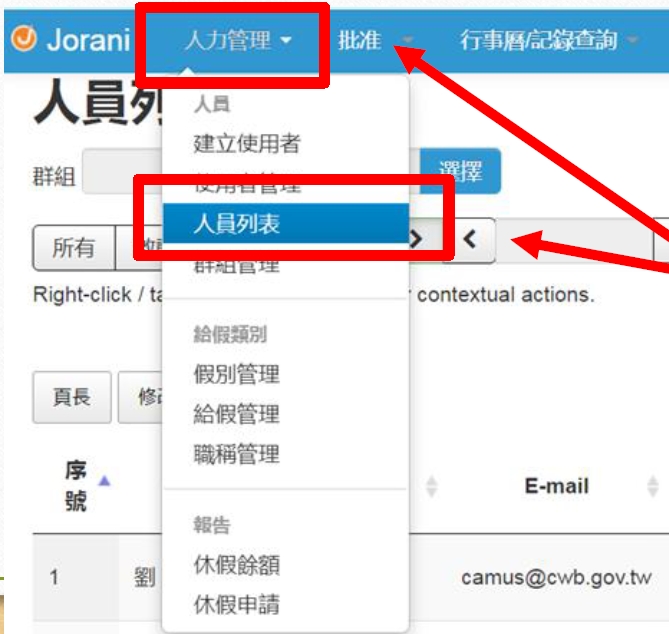 Jorani 人力管理 批准 行事曆/記錄查詢
人員列
人員
建立使用者
群組 選擇
使用者管理
人員列表
所有
群組管理
Right-click / ta contextual actions.
給假類別
假別管理
頁長 修改
給假管理
職稱管理
序號 E-mail
報告
休假餘額
1 劉 camus@cwb.gov.tw
休假申請